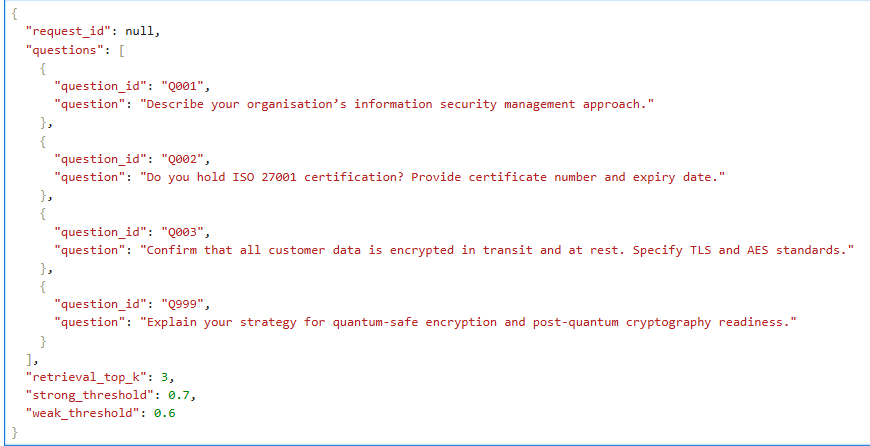 {
  "request_id": null,
  "questions": [
    {
      "question_id": "Q001",
      "question": "Describe your organisation’s information security management approach."
    },
    {
      "question_id": "Q002",
      "question": "Do you hold ISO 27001 certification? Provide certificate number and expiry date."
    },
    {
      "question_id": "Q003",
      "question": "Confirm that all customer data is encrypted in transit and at rest. Specify TLS and AES standards."
    },
    {
      "question_id": "Q999",
      "question": "Explain your strategy for quantum-safe encryption and post-quantum cryptography readiness."
    }
  ],
  "retrieval_top_k": 3,
  "strong_threshold": 0.7,
  "weak_threshold": 0.6
}